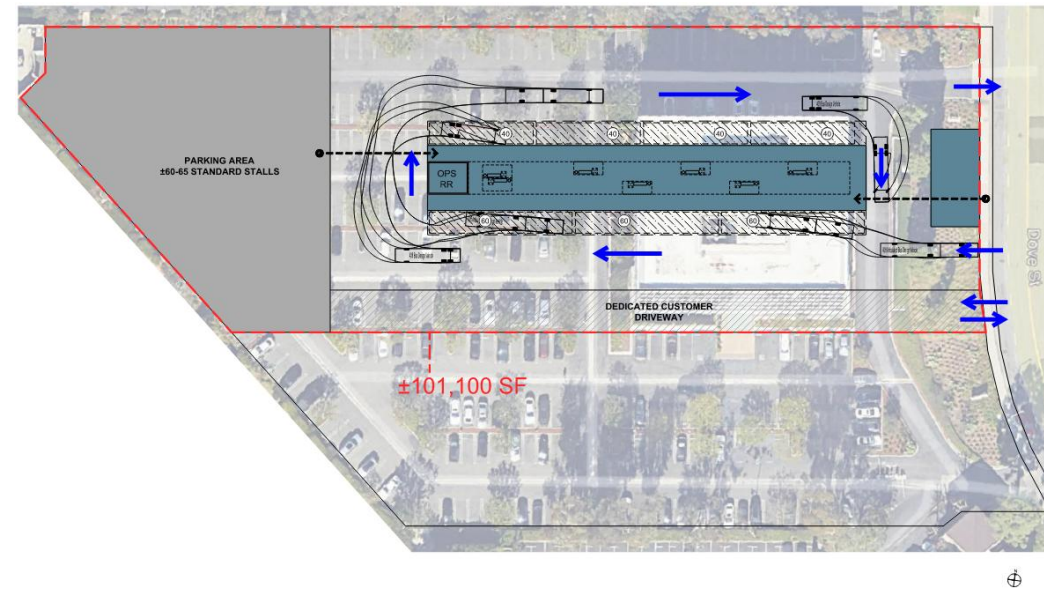 PARKING AREA
±60-65 STANDARD STALLS
40
40
40
40
OPS
RR
60
60
60
DEDICATED CUSTOMER
DRIVEWAY
±101,100 SF
Dove St
N